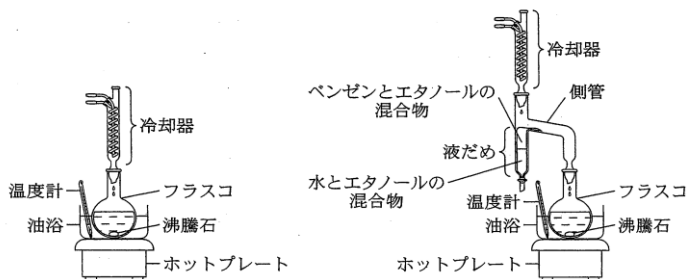 冷却器
温度計
フラスコ
油浴
沸騰石
ホットプレート
冷却器
ベンゼンとエタノールの
混合物
側管
液だめ
水とエタノールの
混合物
温度計
フラスコ
油浴
沸騰石
ホットプレート